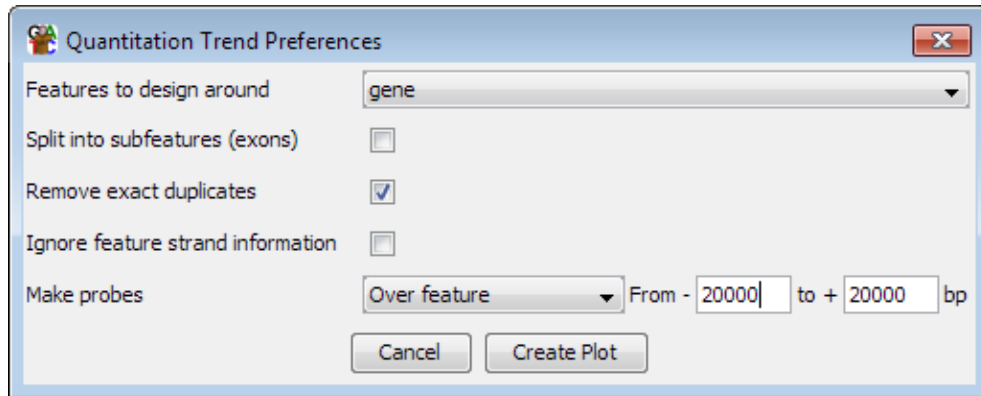 Quantitation Trend Preferences
Features to design around gene
Split into subfeatures (exons)
Remove exact duplicates
Ignore feature strand information
Make probes Over feature From - 20000 to + 20000 bp
Cancel Create Plot